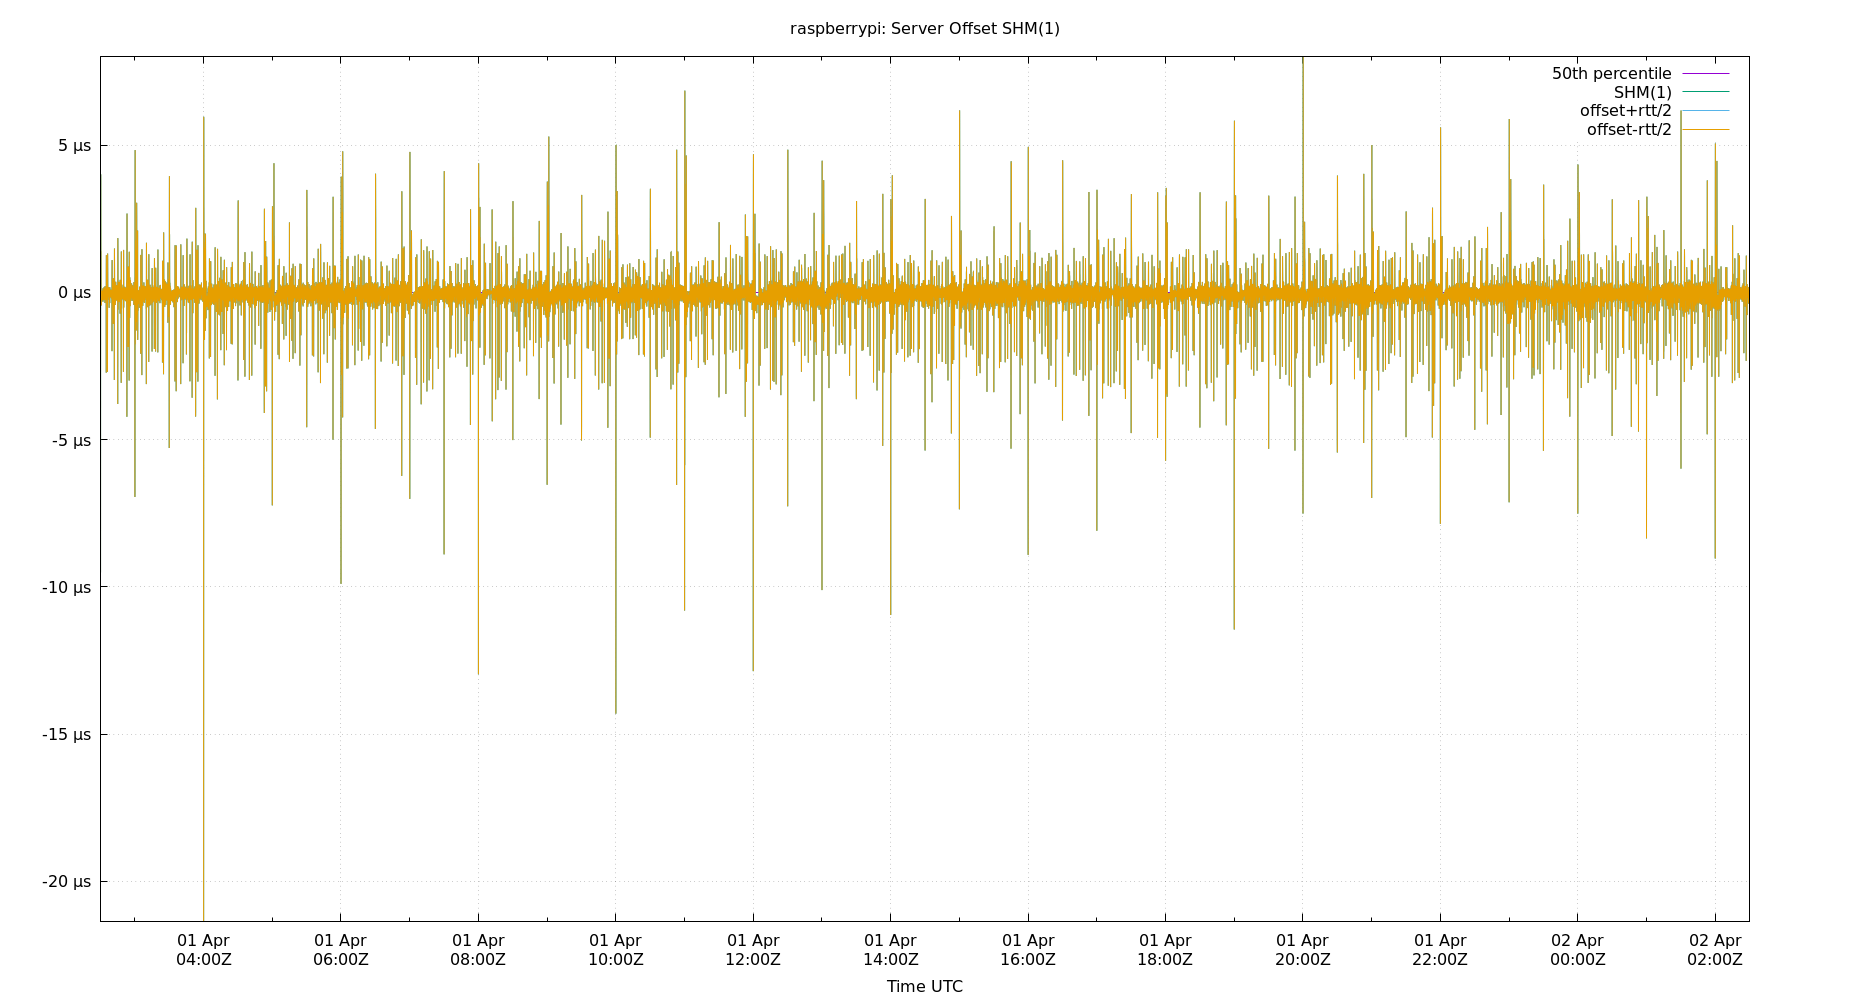 raspberrypi: Server Offset SHM(1)
50th percentile
SHM(1)
offset+rtt/2
offset-rtt/2
5 µs
0 µs
-5 µs
-10 µs
-15 µs
-20 µs
01 Apr 01 Apr 01 Apr 01 Apr 01 Apr 01 Apr 01 Apr 01 Apr 01 Apr 01 Apr 02 Apr 02 Apr
04:00Z 06:00Z 08:00Z 10:00Z 12:00Z 14:00Z 16:00Z 18:00Z 20:00Z 22:00Z 00:00Z 02:00Z
Time UTC